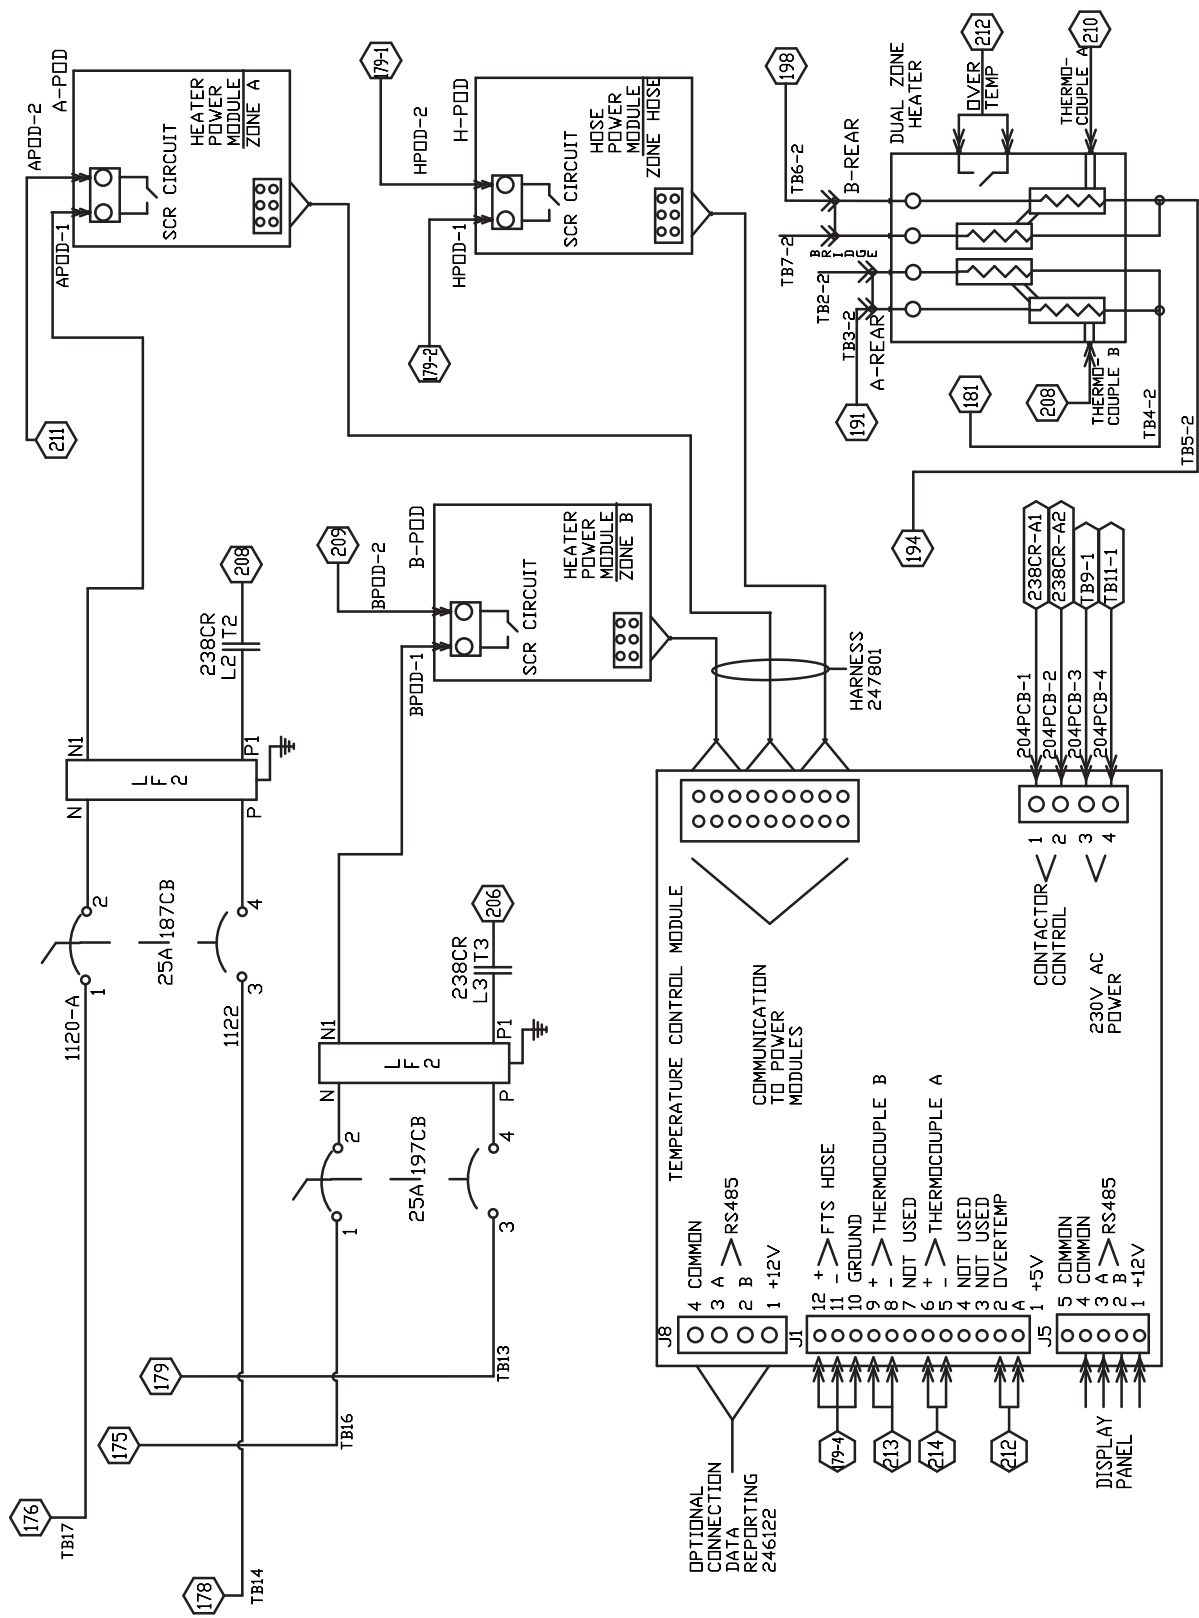 176
TB17
1120-A
1
2
25A 187CB
N
N1
LF2
P
P1
178
TB14
1122
3
4
238CR
L2 T2
208
211
APOD-1
APOD-2
A-POD
SCR CIRCUIT
HEATER
POWER
MODULE
ZONE A
175
TB16
1
2
25A 197CB
N
N1
LF2
P
P1
179
TB13
3
4
238CR
L3 T3
206
209
BPOD-1
BPOD-2
B-POD
SCR CIRCUIT
HEATER
POWER
MODULE
ZONE B
179-1
179-2
HPOD-1
HPOD-2
H-POD
SCR CIRCUIT
HOSE
POWER
MODULE
ZONE HOSE
HARNESS
247801
TEMPERATURE CONTROL MODULE
COMMUNICATION
TO POWER
MODULES
OPTIONAL
CONNECTION
DATA
REPORTING
246122
J8
4 COMMON
3 A
2 B
RS485
1 +12V
179-4
213
214
212
J1
12 +
11 -
FTS HOSE
10 GROUND
9 +
8 -
THERMOCOUPLE B
7 NOT USED
6 +
5 -
THERMOCOUPLE A
4 NOT USED
3 NOT USED
2 OVERTEMP
A
1 +5V
DISPLAY
PANEL
J5
5 COMMON
4 COMMON
3 A
2 B
RS485
1 +12V
CONTACTOR
CONTROL
230V AC
POWER
1
2
3
4
204PCB-1
204PCB-2
204PCB-3
204PCB-4
238CR-A1
238CR-A2
TB9-1
TB11-1
198
TB6-2
B-REAR
TB7-2
BRIDGE
TB2-2
TB3-2
A-REAR
191
DUAL ZONE
HEATER
OVER
TEMP
212
THERMO-
COUPLE A
210
181
208
THERMO-
COUPLE B
TB4-2
TB5-2
194